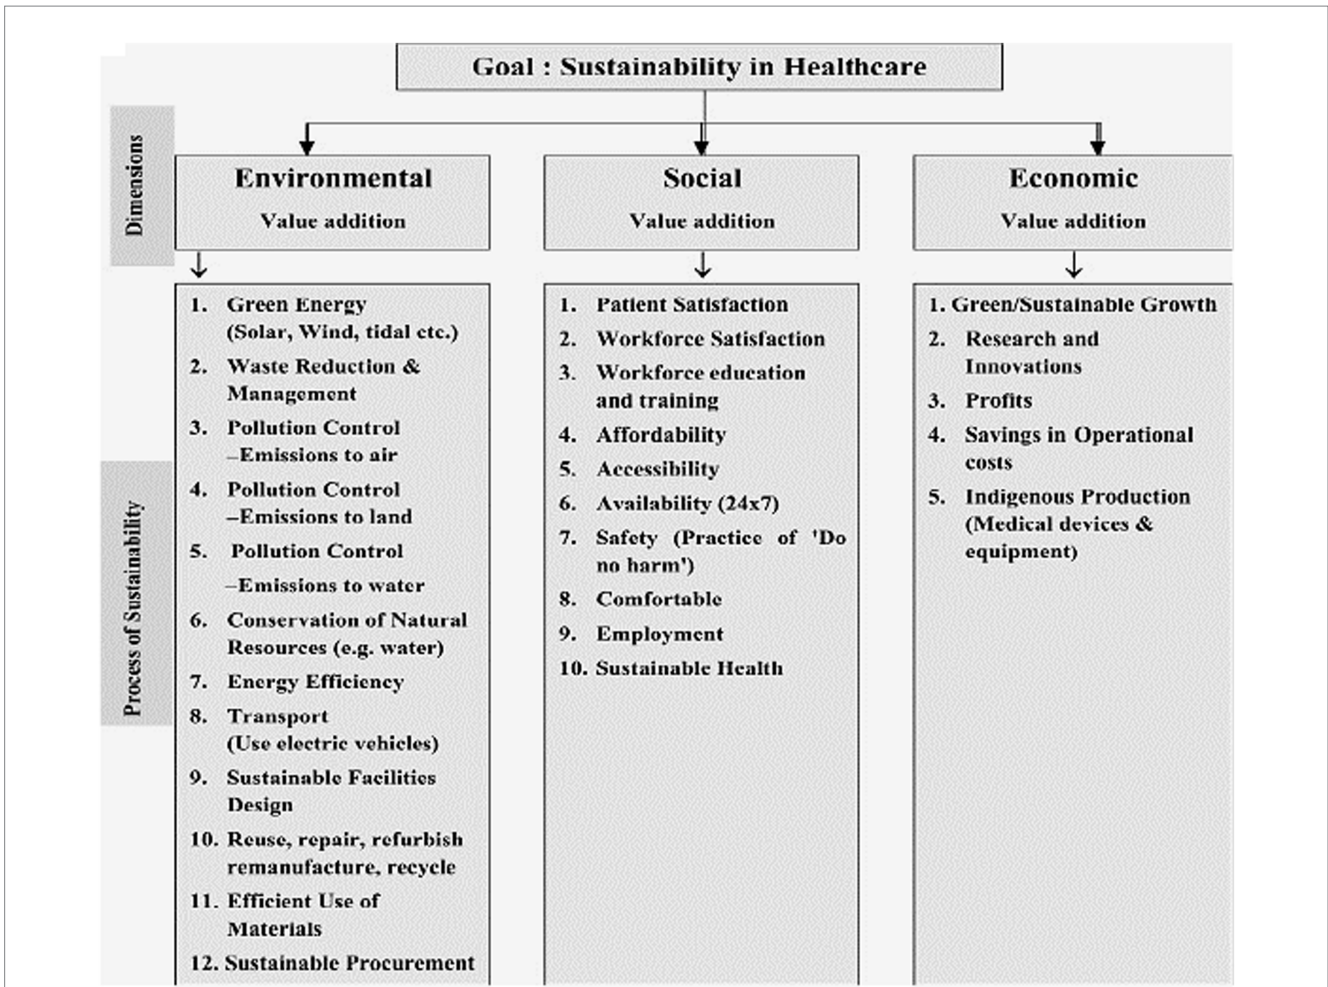 Goal : Sustainability in Healthcare
Dimensions
Environmental
Value addition
Social
Value addition
Economic
Value addition
Process of Sustainability
1. Green Energy
(Solar, Wind, tidal etc.)
2. Waste Reduction &
Management
3. Pollution Control
–Emissions to air
4. Pollution Control
–Emissions to land
5. Pollution Control
–Emissions to water
6. Conservation of Natural
Resources (e.g. water)
7. Energy Efficiency
8. Transport
(Use electric vehicles)
9. Sustainable Facilities
Design
10. Reuse, repair, refurbish
remanufacture, recycle
11. Efficient Use of
Materials
12. Sustainable Procurement
1. Patient Satisfaction
2. Workforce Satisfaction
3. Workforce education
and training
4. Affordability
5. Accessibility
6. Availability (24x7)
7. Safety (Practice of 'Do
no harm')
8. Comfortable
9. Employment
10. Sustainable Health
1. Green/Sustainable Growth
2. Research and
Innovations
3. Profits
4. Savings in Operational
costs
5. Indigenous Production
(Medical devices &
equipment)